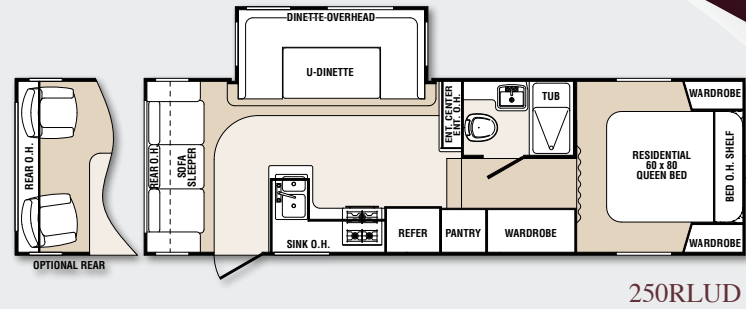 DINETTE OVERHEAD
U-DINETTE
REAR O.H.
OPTIONAL REAR
REAR O.H.
SOFA
SLEEPER
ENT. CENTER
ENT. O.H.
TUB
SINK O.H.
REFER
PANTRY
WARDROBE
RESIDENTIAL
60 x 80
QUEEN BED
WARDROBE
BED O.H. SHELF
WARDROBE
250RLUD